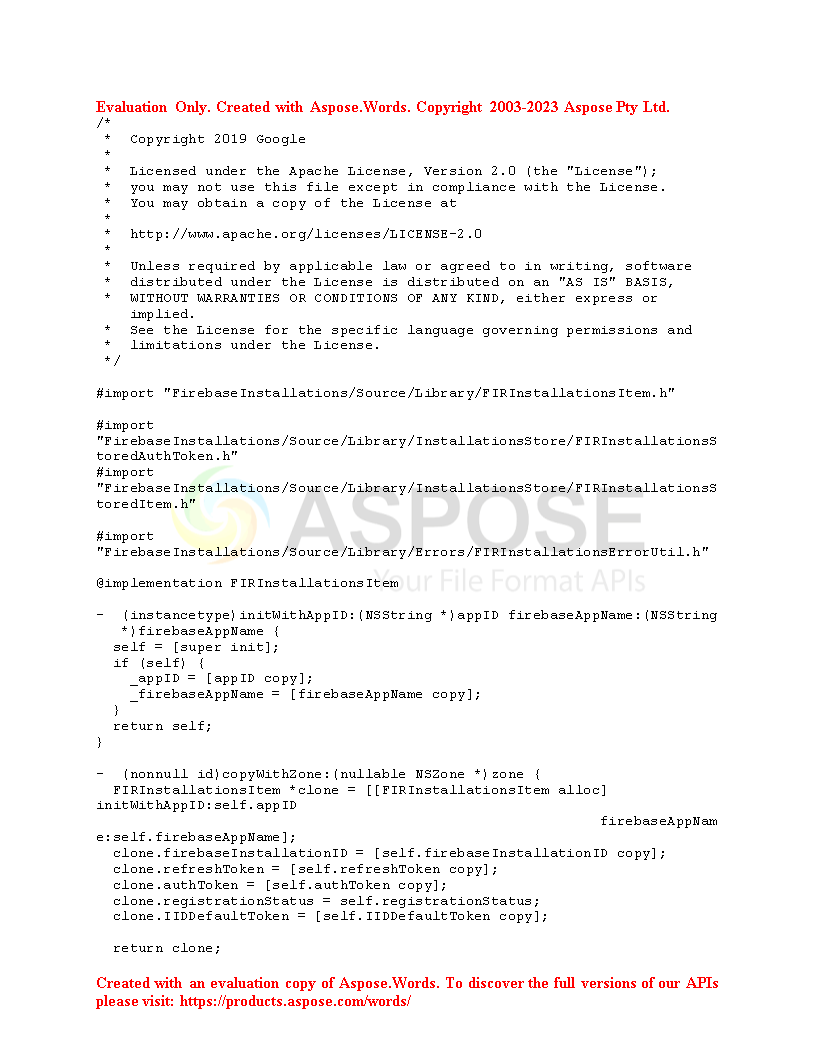 Evaluation Only. Created with Aspose.Words. Copyright 2003-2023 Aspose Pty Ltd.
/*
 *  Copyright 2019 Google
 *
 *  Licensed under the Apache License, Version 2.0 (the "License");
 *  you may not use this file except in compliance with the License.
 *  You may obtain a copy of the License at
 *
 *  http://www.apache.org/licenses/LICENSE-2.0
 *
 *  Unless required by applicable law or agreed to in writing, software
 *  distributed under the License is distributed on an "AS IS" BASIS,
 *  WITHOUT WARRANTIES OR CONDITIONS OF ANY KIND, either express or
    implied.
 *  See the License for the specific language governing permissions and
 *  limitations under the License.
 */

#import "FirebaseInstallations/Source/Library/FIRInstallationsItem.h"

#import
"FirebaseInstallations/Source/Library/InstallationsStore/FIRInstallationsS
toredAuthToken.h"
#import
"FirebaseInstallations/Source/Library/InstallationsStore/FIRInstallationsS
toredItem.h"
ASPOSE
#import
"FirebaseInstallations/Source/Library/Errors/FIRInstallationsErrorUtil.h"
Your File Format APIs
@implementation FIRInstallationsItem

-  (instancetype)initWithAppID:(NSString *)appID firebaseAppName:(NSString
   *)firebaseAppName {
  self = [super init];
  if (self) {
    _appID = [appID copy];
    _firebaseAppName = [firebaseAppName copy];
  }
  return self;
}

-  (nonnull id)copyWithZone:(nullable NSZone *)zone {
  FIRInstallationsItem *clone = [[FIRInstallationsItem alloc]
initWithAppID:self.appID
                                                            firebaseAppNam
e:self.firebaseAppName];
  clone.firebaseInstallationID = [self.firebaseInstallationID copy];
  clone.refreshToken = [self.refreshToken copy];
  clone.authToken = [self.authToken copy];
  clone.registrationStatus = self.registrationStatus;
  clone.IIDDefaultToken = [self.IIDDefaultToken copy];

  return clone;

Created with an evaluation copy of Aspose.Words. To discover the full versions of our APIs
please visit: https://products.aspose.com/words/